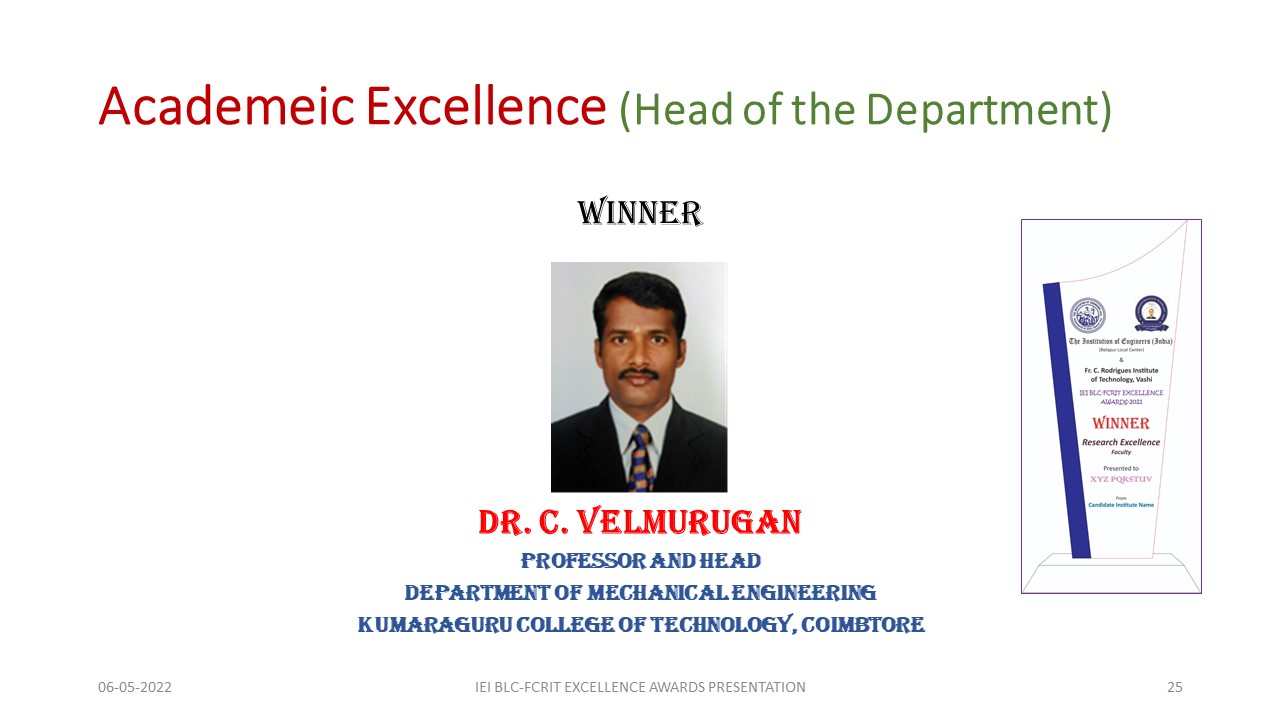 Academeic Excellence (Head of the Department)
WINNER
DR. C. VELMURUGAN
PROFESSOR AND HEAD
DEPARTMENT OF MECHANICAL ENGINEERING
KUMARAGURU COLLEGE OF TECHNOLOGY, COIMBTORE
The Institution of Engineers (India)
(Belapur Local Center)
&
Fr. C. Rodrigues Institute
of Technology, Vashi
IEI BLC-FCRIT EXCELLENCE
AWARDS-2021
WINNER
Research Excellence
Faculty
Presented to
XYZ PQRSTUV
From
Candidate Institute Name
06-05-2022
IEI BLC-FCRIT EXCELLENCE AWARDS PRESENTATION
25